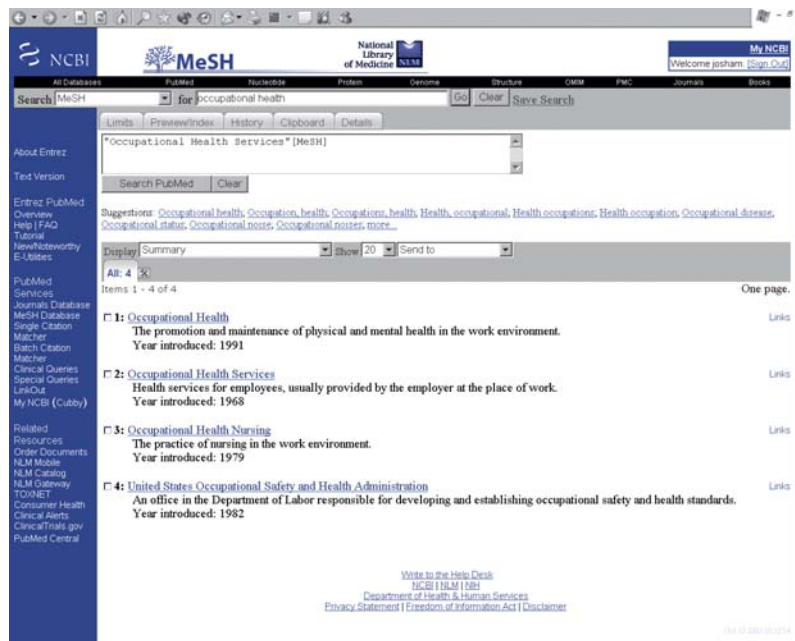 NCBI
MeSH
National
Library
of Medicine NLM
My NCBI
Welcome josham. [Sign Out]
All Databases PubMed Nucleotide Protein Genome Structure OMIM PMC Journals Books
Search MeSH for occupational health Go Clear Save Search
Limits Preview/Index History Clipboard Details
"Occupational Health Services"[MeSH]
Search PubMed Clear
Suggestions: Occupational health, Occupation, health, Occupations, health, Health, occupational, Health occupations, Health occupation, Occupational disease,
Occupational status, Occupational nurse, Occupational nurses, more...
Display Summary Show 20 Send to
All: 4
Items 1 - 4 of 4 One page.
1: Occupational Health Links
The promotion and maintenance of physical and mental health in the work environment.
Year introduced: 1991
2: Occupational Health Services Links
Health services for employees, usually provided by the employer at the place of work.
Year introduced: 1968
3: Occupational Health Nursing Links
The practice of nursing in the work environment.
Year introduced: 1979
4: United States Occupational Safety and Health Administration Links
An office in the Department of Labor responsible for developing and establishing occupational safety and health standards.
Year introduced: 1982
About Entrez
Text Version
Entrez PubMed
Overview
Help | FAQ
Tutorial
New/Noteworthy
E-Utilities
PubMed
Services
Journals Database
MeSH Database
Single Citation
Matcher
Batch Citation
Matcher
Clinical Queries
Special Queries
LinkOut
My NCBI (Cubby)
Related
Resources
Order Documents
NLM Mobile
NLM Catalog
NLM Gateway
TOXNET
Consumer Health
Clinical Alerts
ClinicalTrials.gov
PubMed Central
Write to the Help Desk
NCBI | NLM | NIH
Department of Health & Human Services
Privacy Statement | Freedom of Information Act | Disclaimer